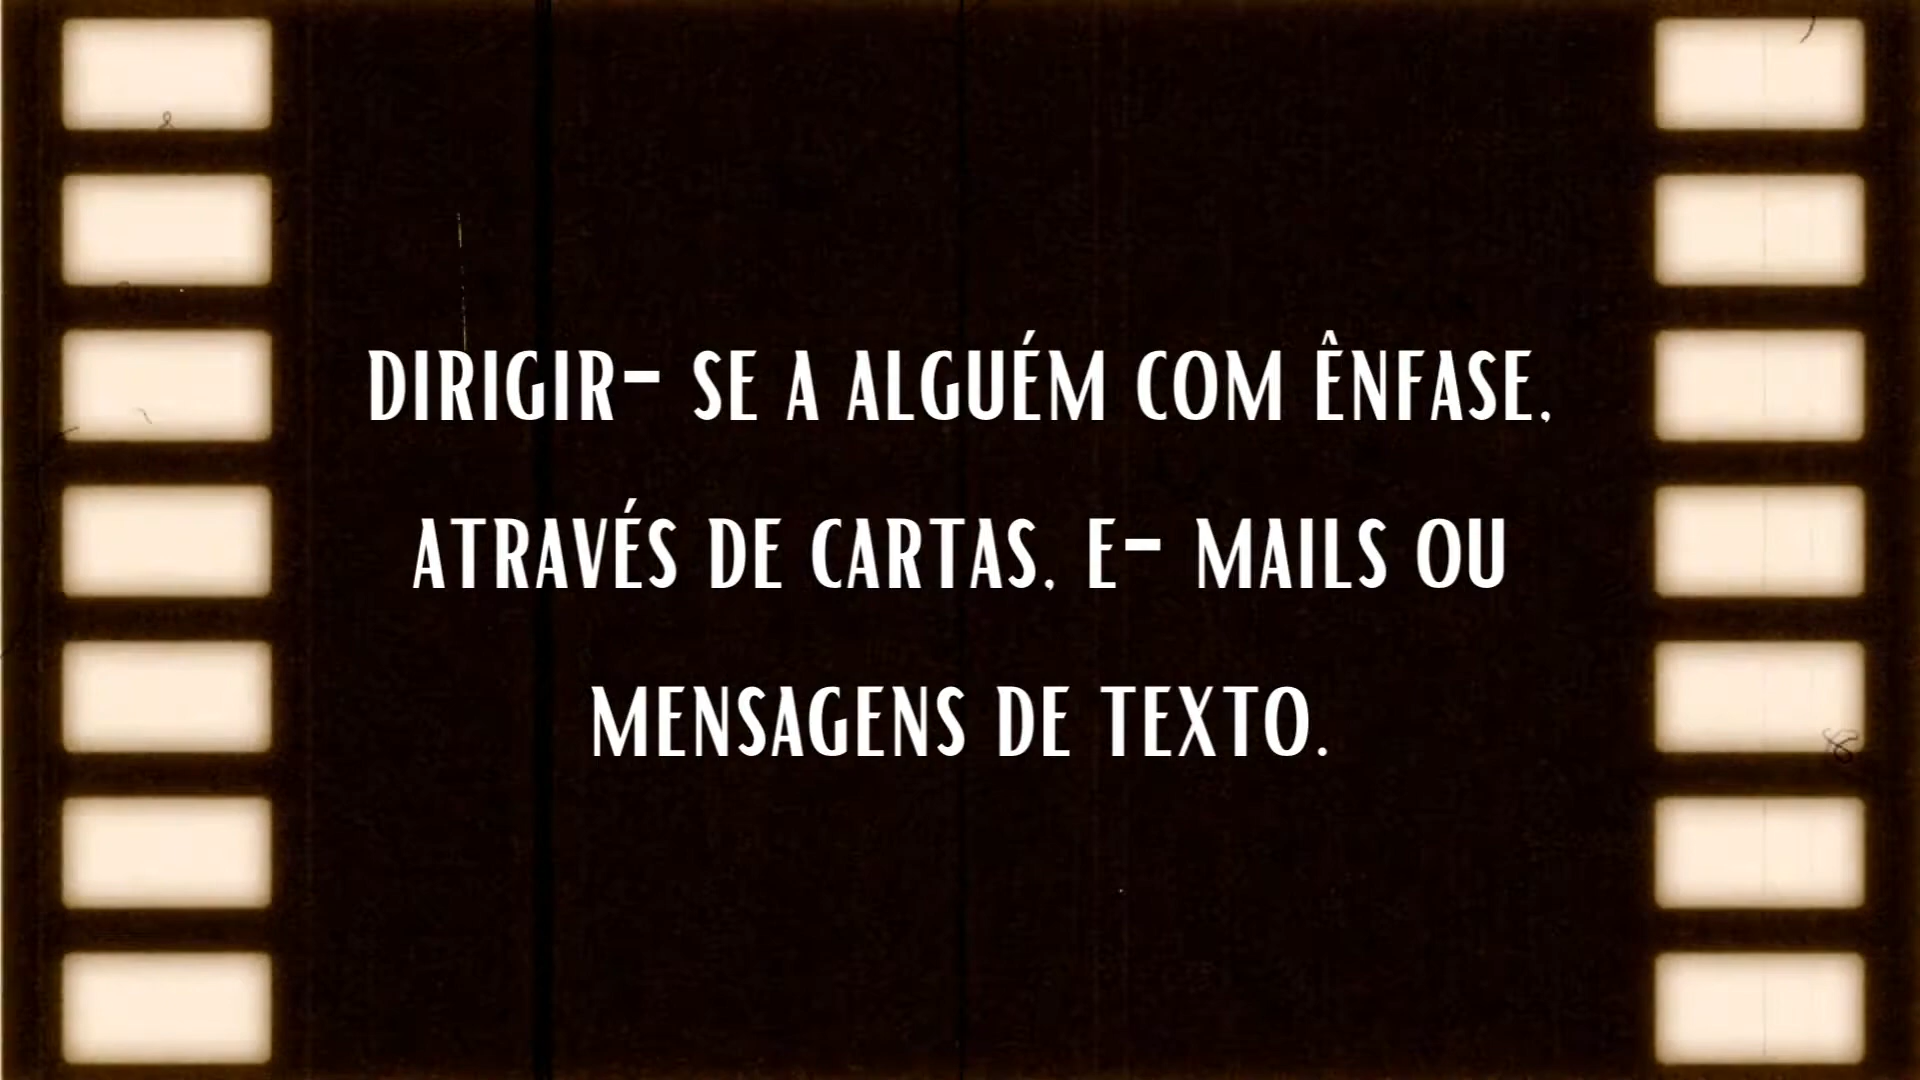 DIRIGIR- SE A ALGUÉM COM ÊNFASE,
ATRAVÉS DE CARTAS, E- MAILS OU
MENSAGENS DE TEXTO.